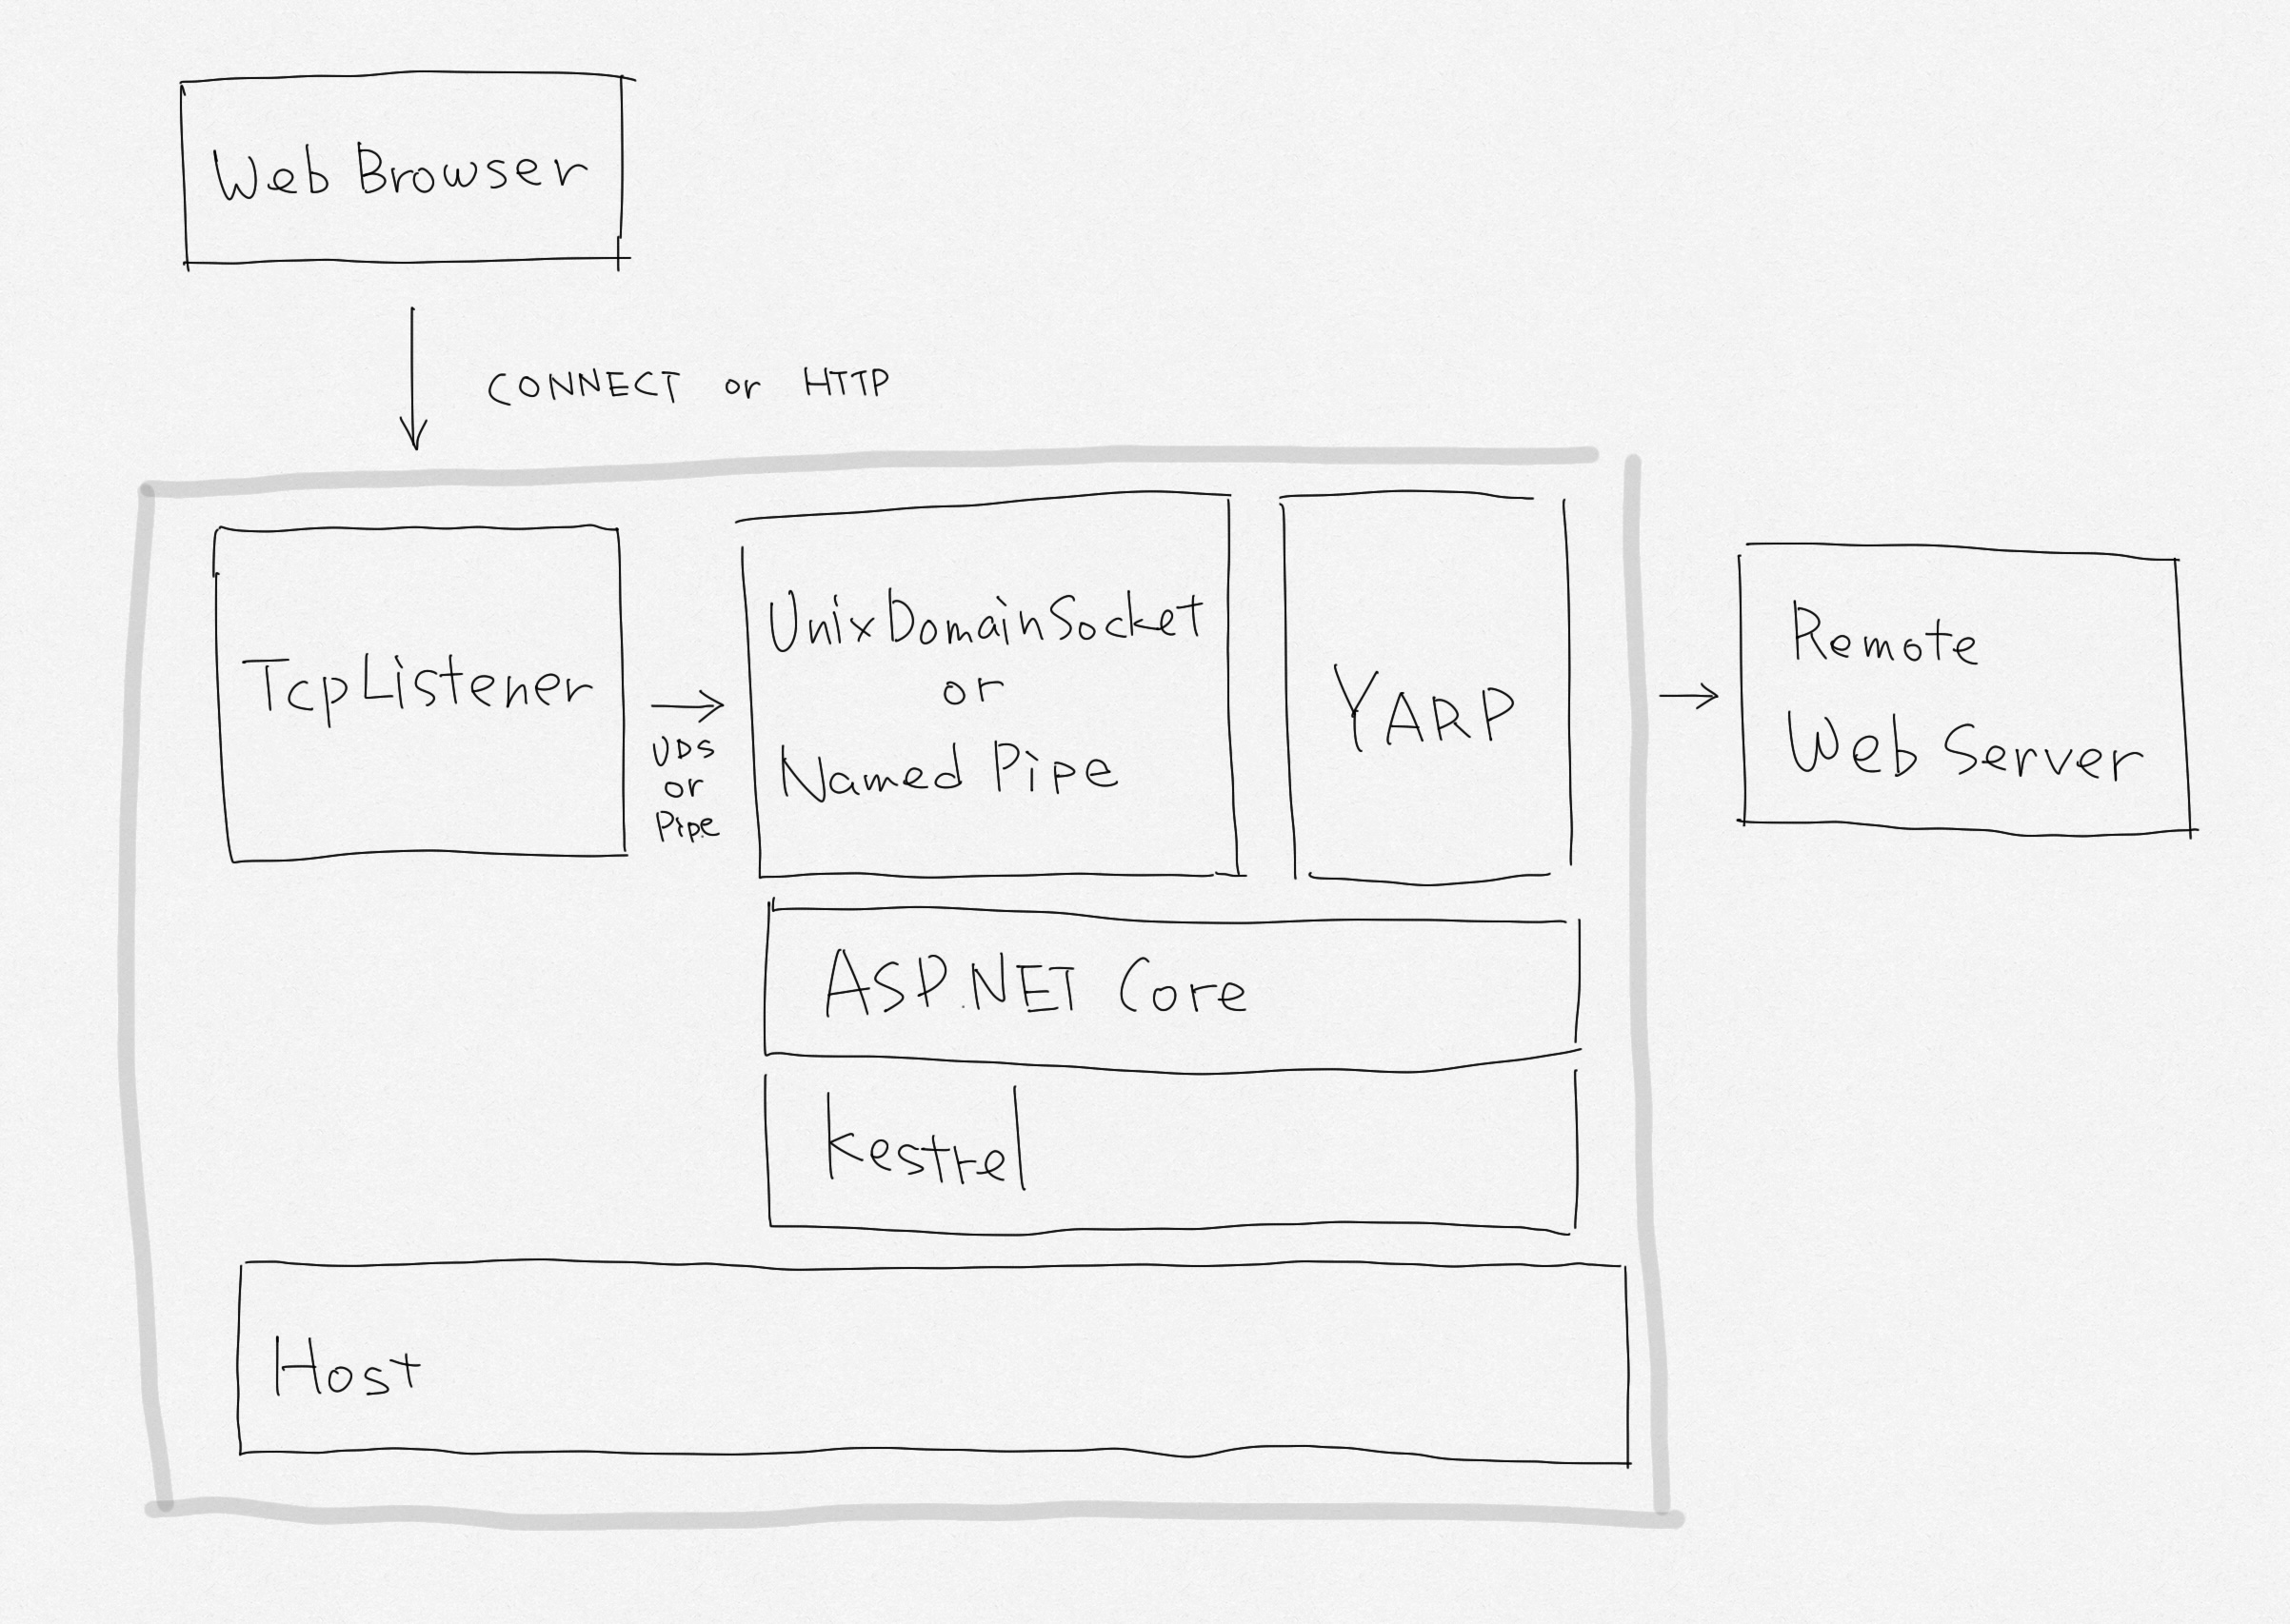 Web Browser
CONNECT or HTTP
TcpListener
UDS
or
Pipe
UnixDomainSocket
or
Named Pipe
YARP
Remote
Web Server
ASP.NET Core
Kestrel
Host